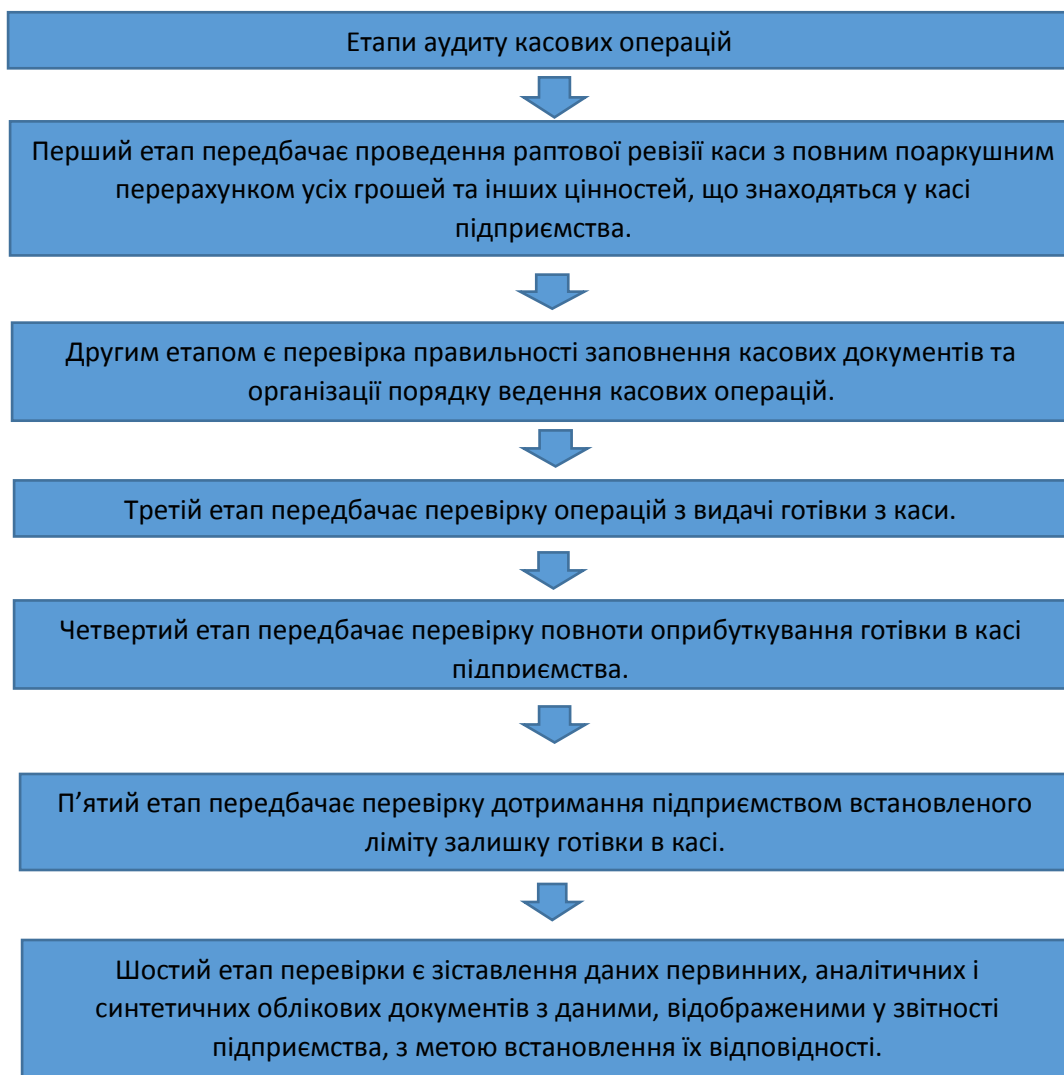 Етапи аудиту касових операцій
Перший етап передбачає проведення раптової ревізії каси з повним поаркушним
перерахунком усіх грошей та інших цінностей, що знаходяться у касі
підприємства.
Другим етапом є перевірка правильності заповнення касових документів та
організації порядку ведення касових операцій.
Третій етап передбачає перевірку операцій з видачі готівки з каси.
Четвертий етап передбачає перевірку повноти оприбуткування готівки в касі
підприємства.
П’ятий етап передбачає перевірку дотримання підприємством встановленого
ліміту залишку готівки в касі.
Шостий етап перевірки є зіставлення даних первинних, аналітичних і
синтетичних облікових документів з даними, відображеними у звітності
підприємства, з метою встановлення їх відповідності.